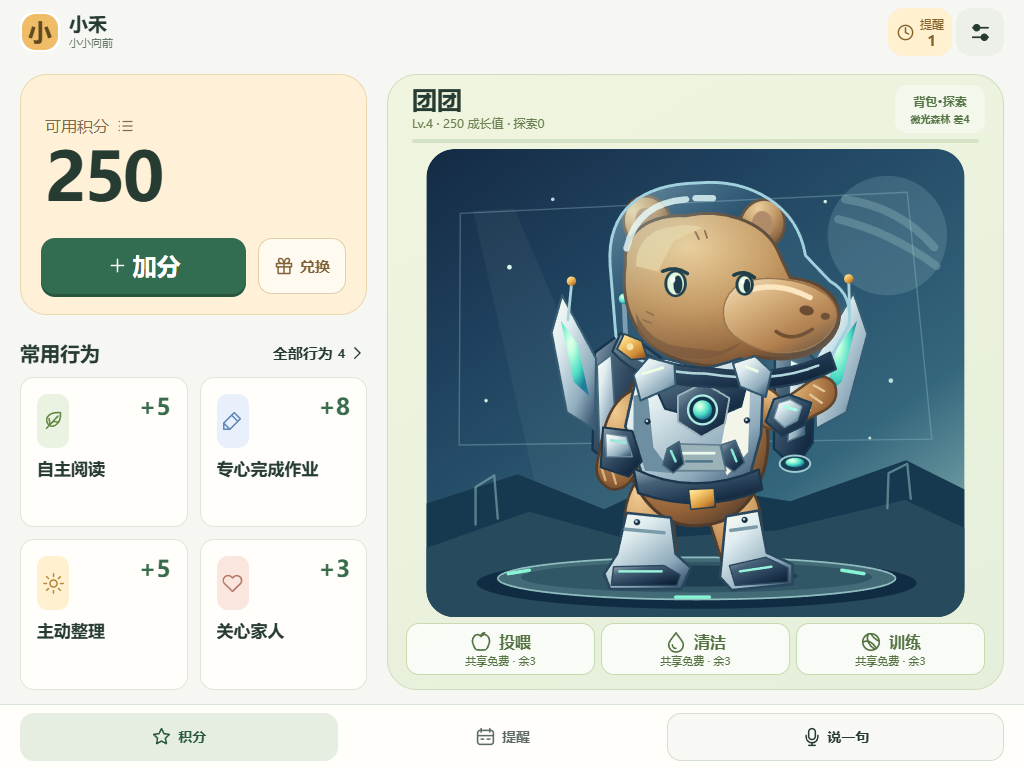 小
小禾
小小向前
提醒
1
可用积分
250
+ 加分
兑换
常用行为
全部行为 4
+5
自主阅读
+8
专心完成作业
+5
主动整理
+3
关心家人
团团
Lv.4 · 250 成长值 · 探索0
背包•探索
微光森林 差4
投喂
共享免费 · 余3
清洁
共享免费 · 余3
训练
共享免费 · 余3
积分
提醒
说一句